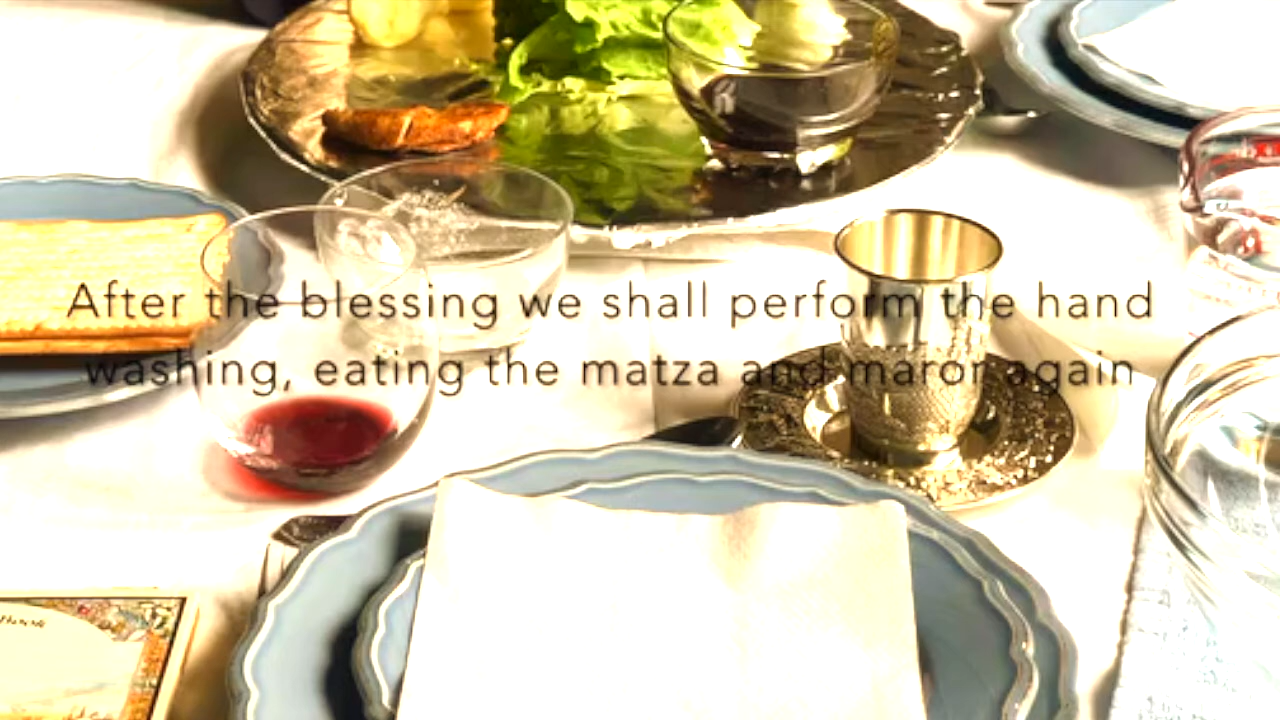 After the blessing we shall perform the hand
washing, eating the matza and maror again